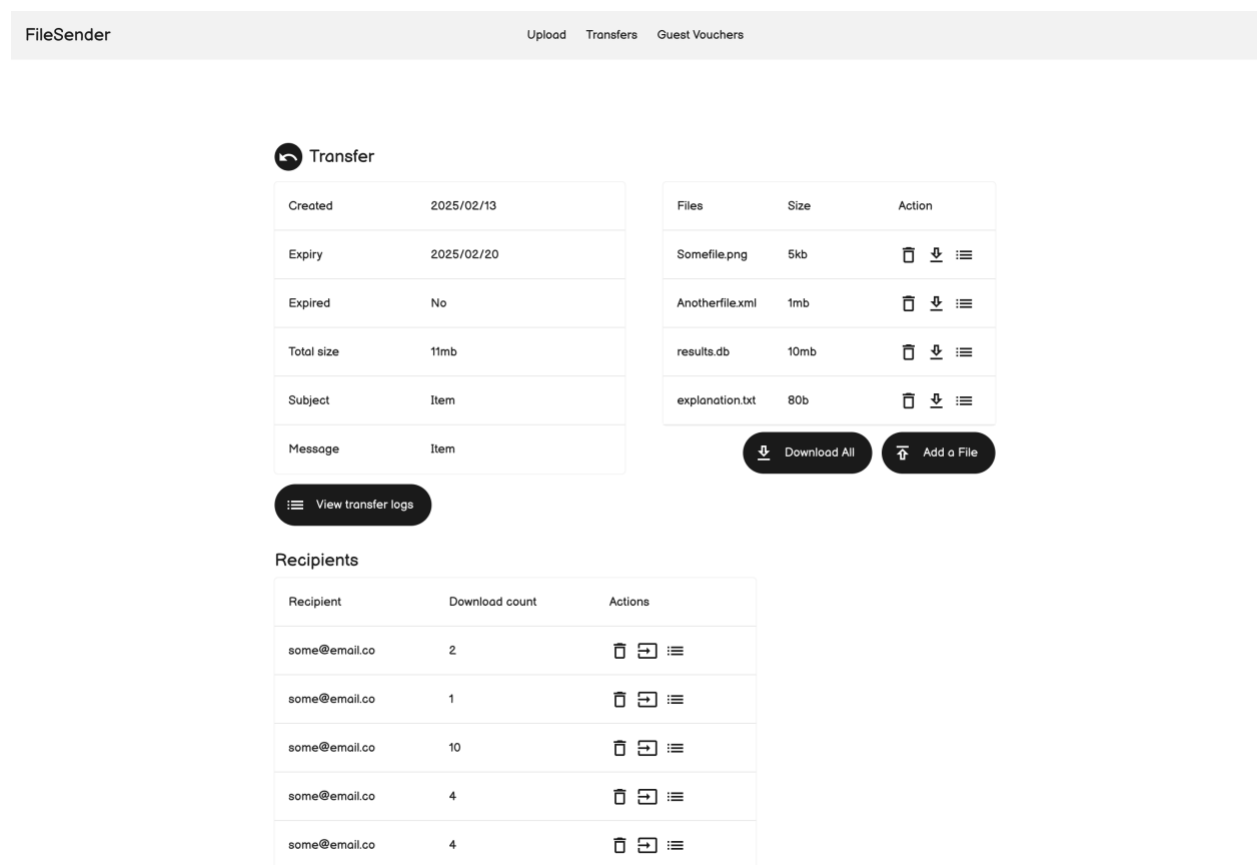 FileSender
Upload Transfers Guest Vouchers
Transfer
Created 2025/02/13
Expiry 2025/02/20
Expired No
Total size 11mb
Subject Item
Message Item
View transfer logs
Files Size Action
Somefile.png 5kb
Anotherfile.xml 1mb
results.db 10mb
explanation.txt 80b
Download All Add a File
Recipients
Recipient Download count Actions
some@email.co 2
some@email.co 1
some@email.co 10
some@email.co 4
some@email.co 4